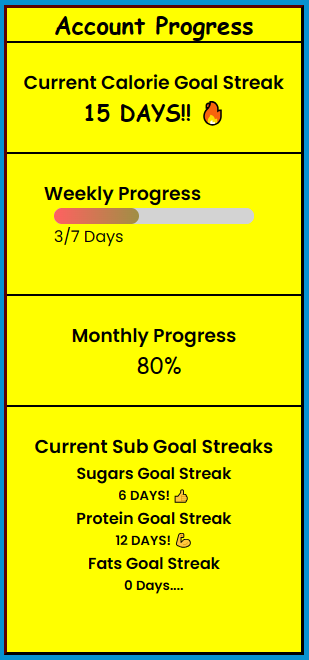 Account Progress
Current Calorie Goal Streak
15 DAYS!! 🔥
Weekly Progress
3/7 Days
Monthly Progress
80%
Current Sub Goal Streaks
Sugars Goal Streak
6 DAYS! 👍
Protein Goal Streak
12 DAYS! 💪
Fats Goal Streak
0 Days....